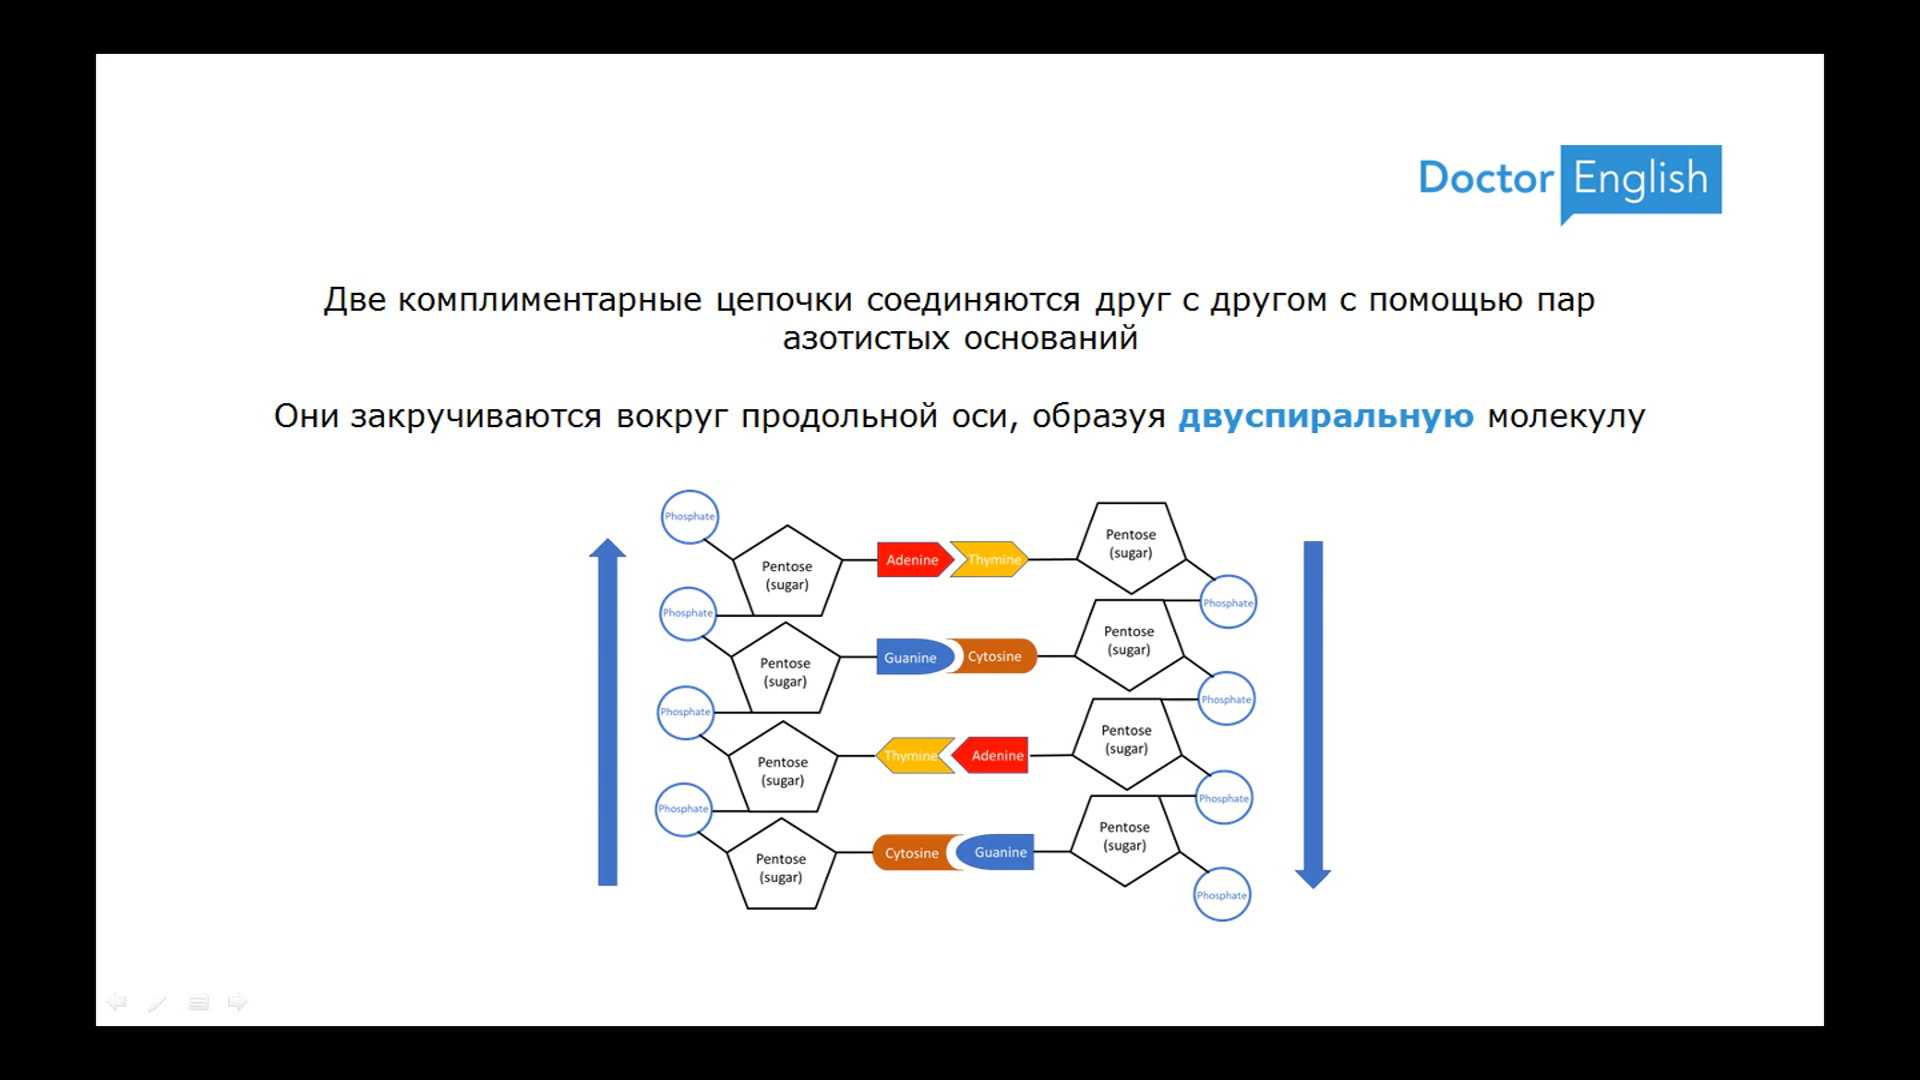 Doctor English
Две комплиментарные цепочки соединяются друг с другом с помощью пар
азотистых оснований
Они закручиваются вокруг продольной оси, образуя двуспиральную молекулу
Phosphate
Pentose
(sugar)
Adenine
Thymine
Pentose
(sugar)
Phosphate
Phosphate
Pentose
(sugar)
Guanine
Cytosine
Pentose
(sugar)
Phosphate
Phosphate
Pentose
(sugar)
Thymine
Adenine
Pentose
(sugar)
Phosphate
Phosphate
Pentose
(sugar)
Cytosine
Guanine
Pentose
(sugar)
Phosphate